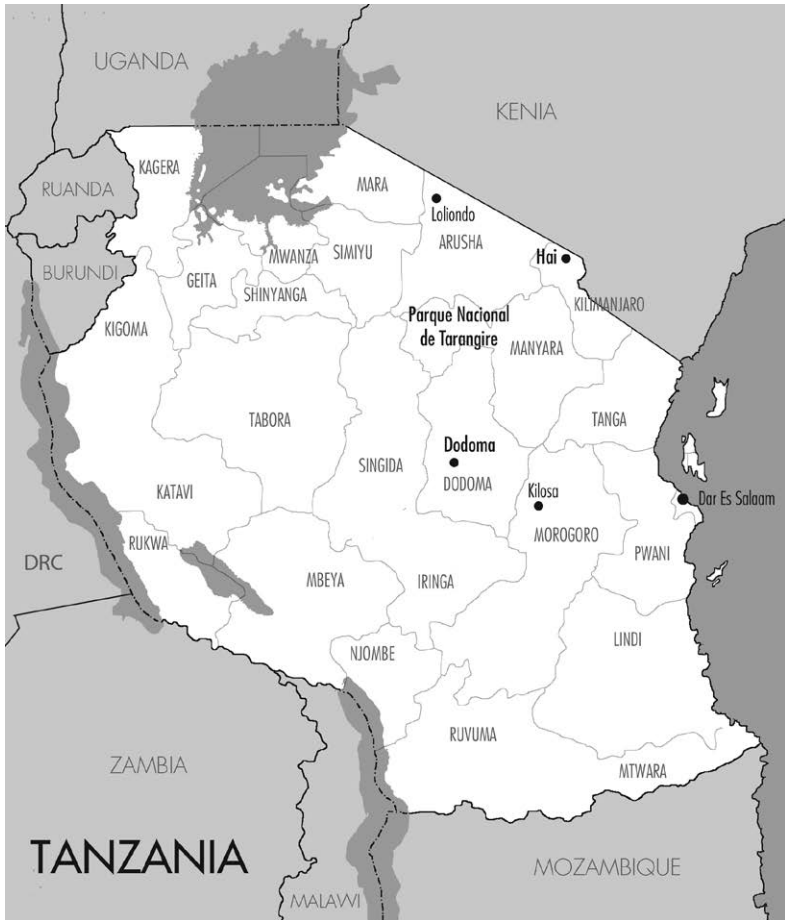 UGANDA
KENIA
KAGERA
MARA
RUANDA
Loliondo
ARUSHA
MWANZA
SIMIYU
Hai
BURUNDI
GEITA
SHINYANGA
KILIMANJARO
Parque Nacional
de Tarangire
KIGOMA
MANYARA
TABORA
TANGA
Dodoma
SINGIDA
DODOMA
KATAVI
Kilosa
Dar Es Salaam
MOROGORO
RUKWA
PWANI
DRC
MBEYA
IRINGA
LINDI
NJOMBE
RUVUMA
ZAMBIA
MTWARA
TANZANIA
MOZAMBIQUE
MALAWI